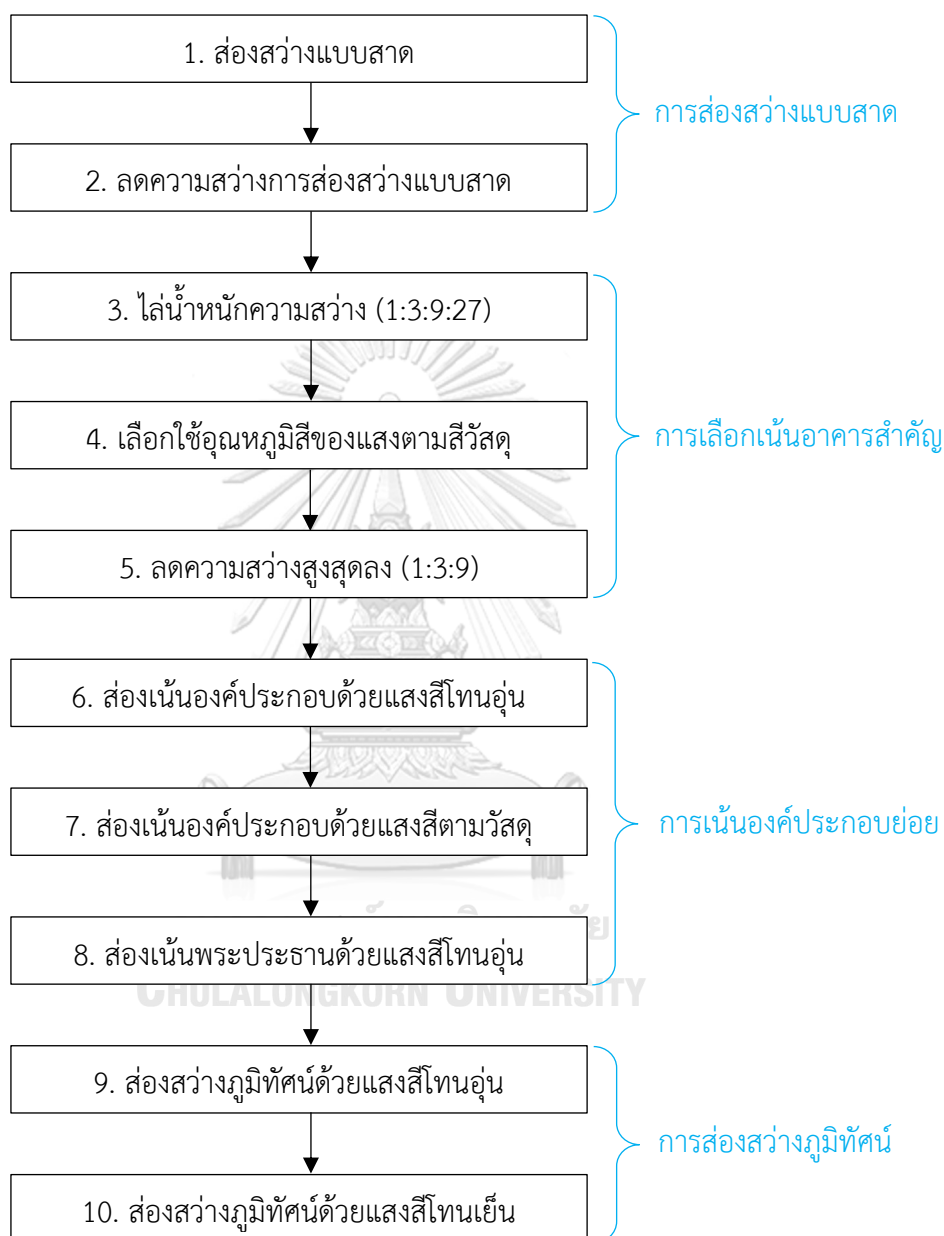 1. ส่องสว่างแบบสาด
การส่องสว่างแบบสาด
2. ลดความสว่างการส่องสว่างแบบสาด
3. ไล่น้ำหนักความสว่าง (1:3:9:27)
4. เลือกใช้อุณหภูมิสีของแสงตามสีวัสดุ
การเลือกเน้นอาคารสำคัญ
5. ลดความสว่างสูงสุดลง (1:3:9)
6. ส่องเน้นองค์ประกอบด้วยแสงสีโทนอุ่น
7. ส่องเน้นองค์ประกอบด้วยแสงสีตามวัสดุ
การเน้นองค์ประกอบย่อย
8. ส่องเน้นพระประธานด้วยแสงสีโทนอุ่น
CHULALONGKORN UNIVERSITY
9. ส่องสว่างภูมิทัศน์ด้วยแสงสีโทนอุ่น
การส่องสว่างภูมิทัศน์
10. ส่องสว่างภูมิทัศน์ด้วยแสงสีโทนเย็น